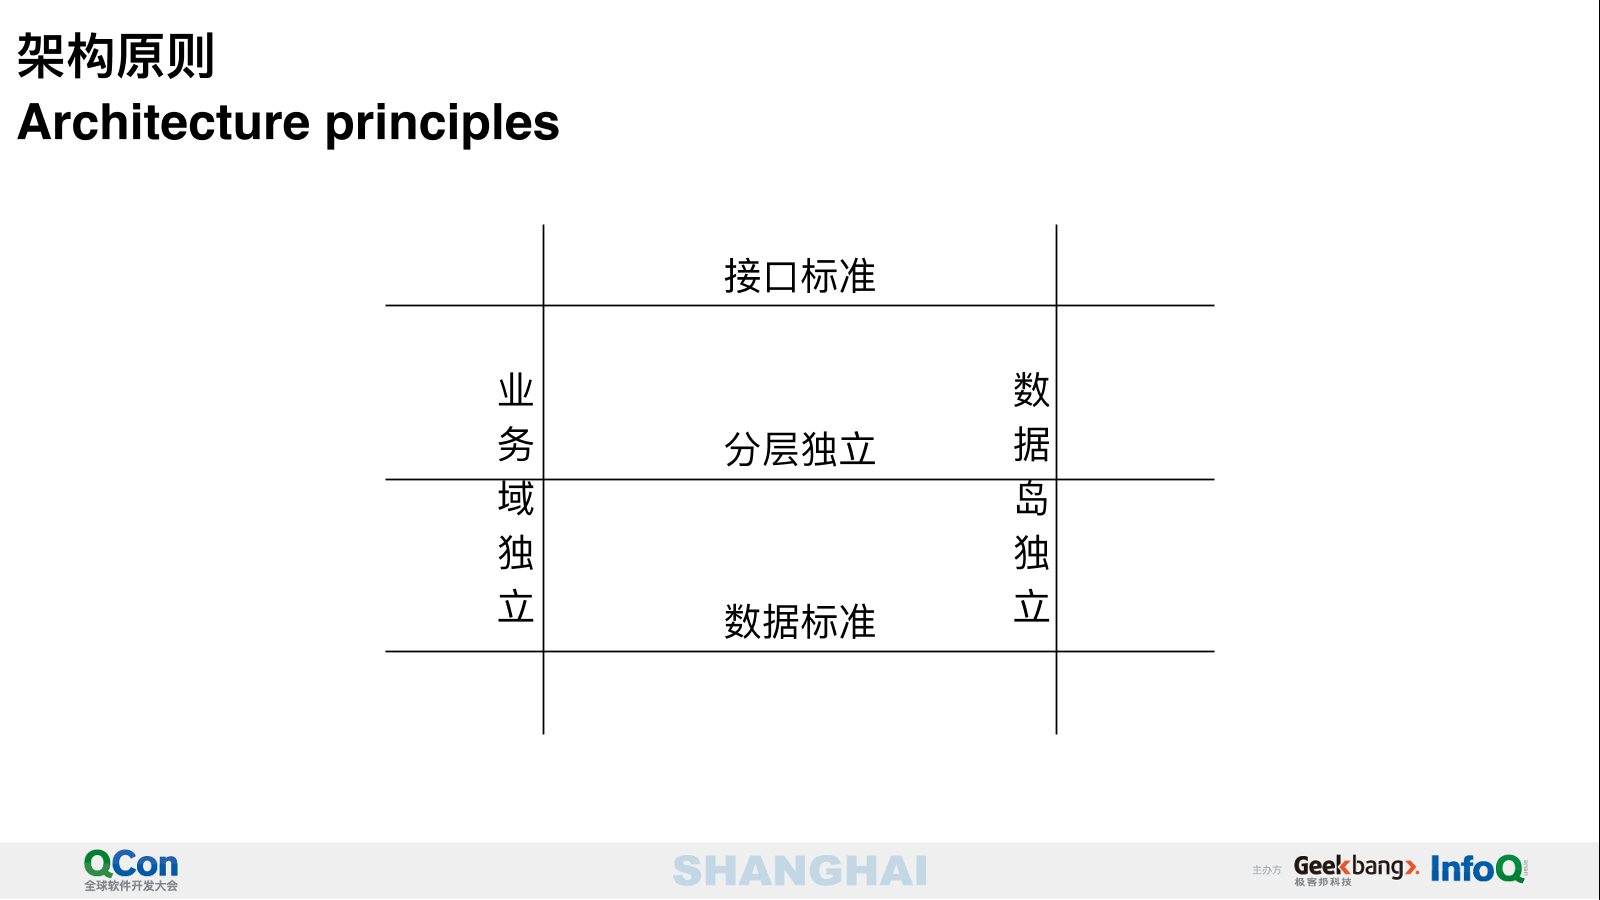 架构原则
Architecture principles
接口标准
业务域独立
分层独立
数据岛独立
数据标准
QCon
全球软件开发大会
SHANGHAI
主办方
Geekbang>.
极客邦科技
InfoQ